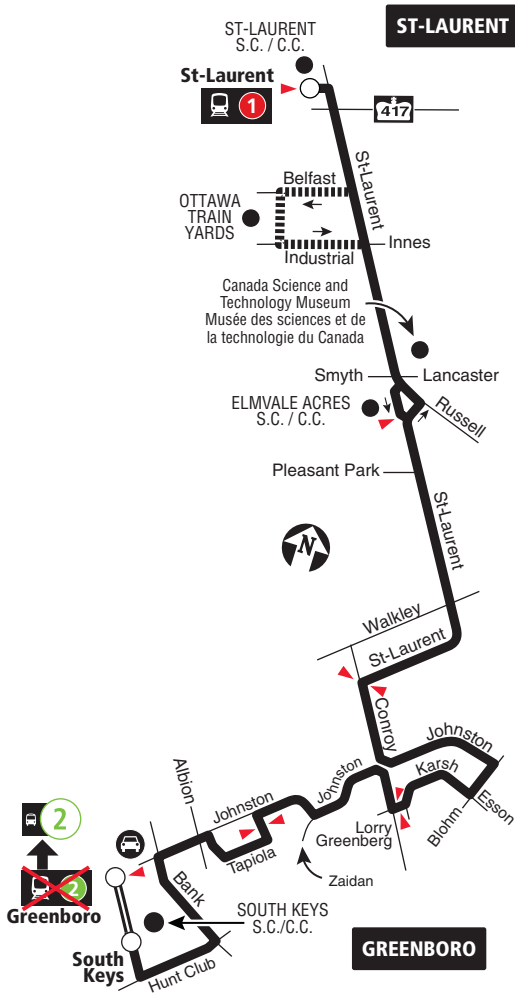 ST-LAURENT
ST-LAURENT
S.C. / C.C.
St-Laurent
1
417
St-Laurent
Belfast
OTTAWA
TRAIN
YARDS
Innes
Industrial
Canada Science and
Technology Museum
Musée des sciences et de
la technologie du Canada
Smyth
Lancaster
ELMVALE ACRES
S.C. / C.C.
Russell
Pleasant Park
St-Laurent
N
Walkley
St-Laurent
Conroy
Johnston
Karsh
Esson
Blohm
Lorry
Greenberg
Johnston
Zaidan
Albion
Johnston
Tapiola
2
2
Greenboro
Bank
SOUTH KEYS
S.C./C.C.
South
Keys
Hunt Club
GREENBORO